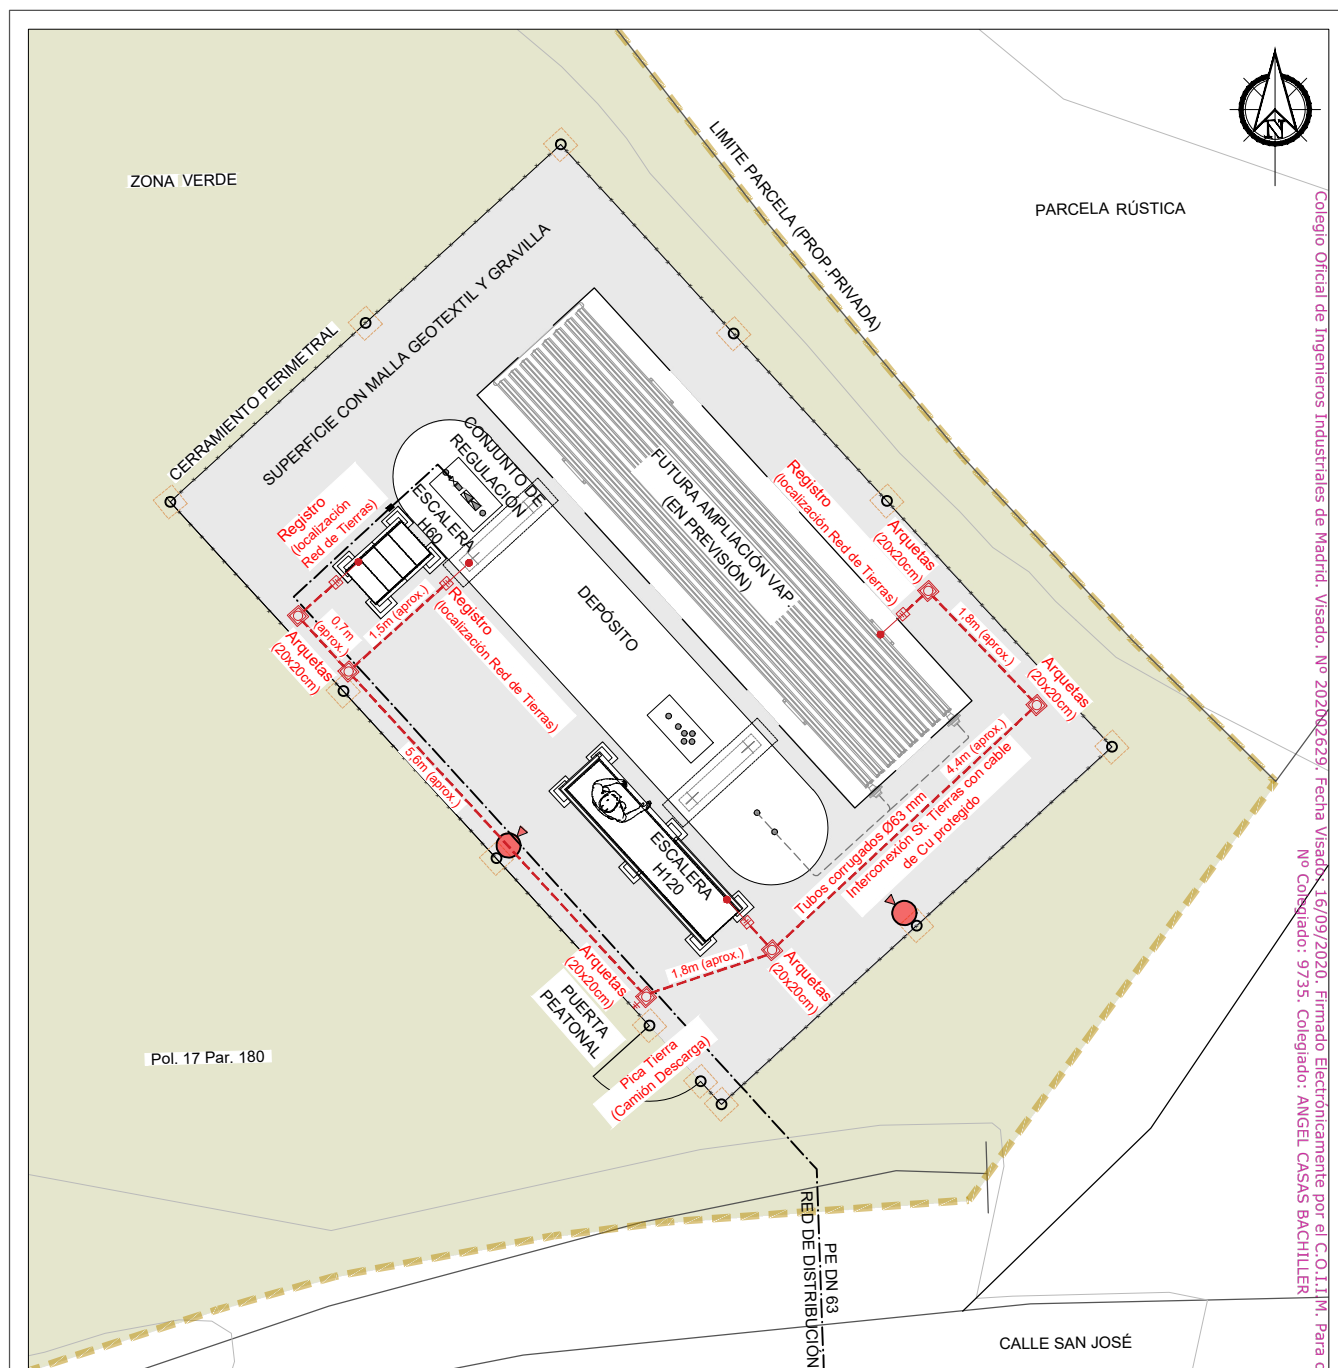 N
ZONA VERDE
LIMITE PARCELA (PROP.PRIVADA)
PARCELA RÚSTICA
CERRAMIENTO PERIMETRAL
SUPERFICIE CON MALLA GEOTEXTIL Y GRAVILLA
CONJUNTO DE
REGULACIÓN
ESCALERA
H60
Registro
(localización
Red de Tierras)
FUTURA AMPLIACIÓN VAP
(EN PREVISIÓN)
Registro
(localización Red de Tierras)
Arquetas
(20x20cm)
1,8m (aprox.)
Arquetas
(20x20cm)
0,7m
(aprox.)
1,5m (aprox.)
Registro
(localización Red de Tierras)
Arquetas
(20x20cm)
DEPÓSITO
5,6m (aprox.)
4,4m (aprox.)
Tubos corrugados Ø63 mm
Interconexión St. Tierras con cable
de Cu protegido
ESCALERA
H120
Arquetas
(20x20cm)
1,8m (aprox.)
Arquetas
(20x20cm)
PUERTA
PEATONAL
Pica Tierra
(Camión Descarga)
Pol. 17 Par. 180
PE DN 63
RED DE DISTRIBUCIÓN
CALLE SAN JOSÉ
Colegio Oficial de Ingenieros Industriales de Madrid. Visado. Nº 202002629, Fecha Visado: 16/09/2020. Firmado Electrónicamente por el C.O.I.I.M. Para
Nº Colegiado: 9735. Colegiado: ANGEL CASAS BACHILLER